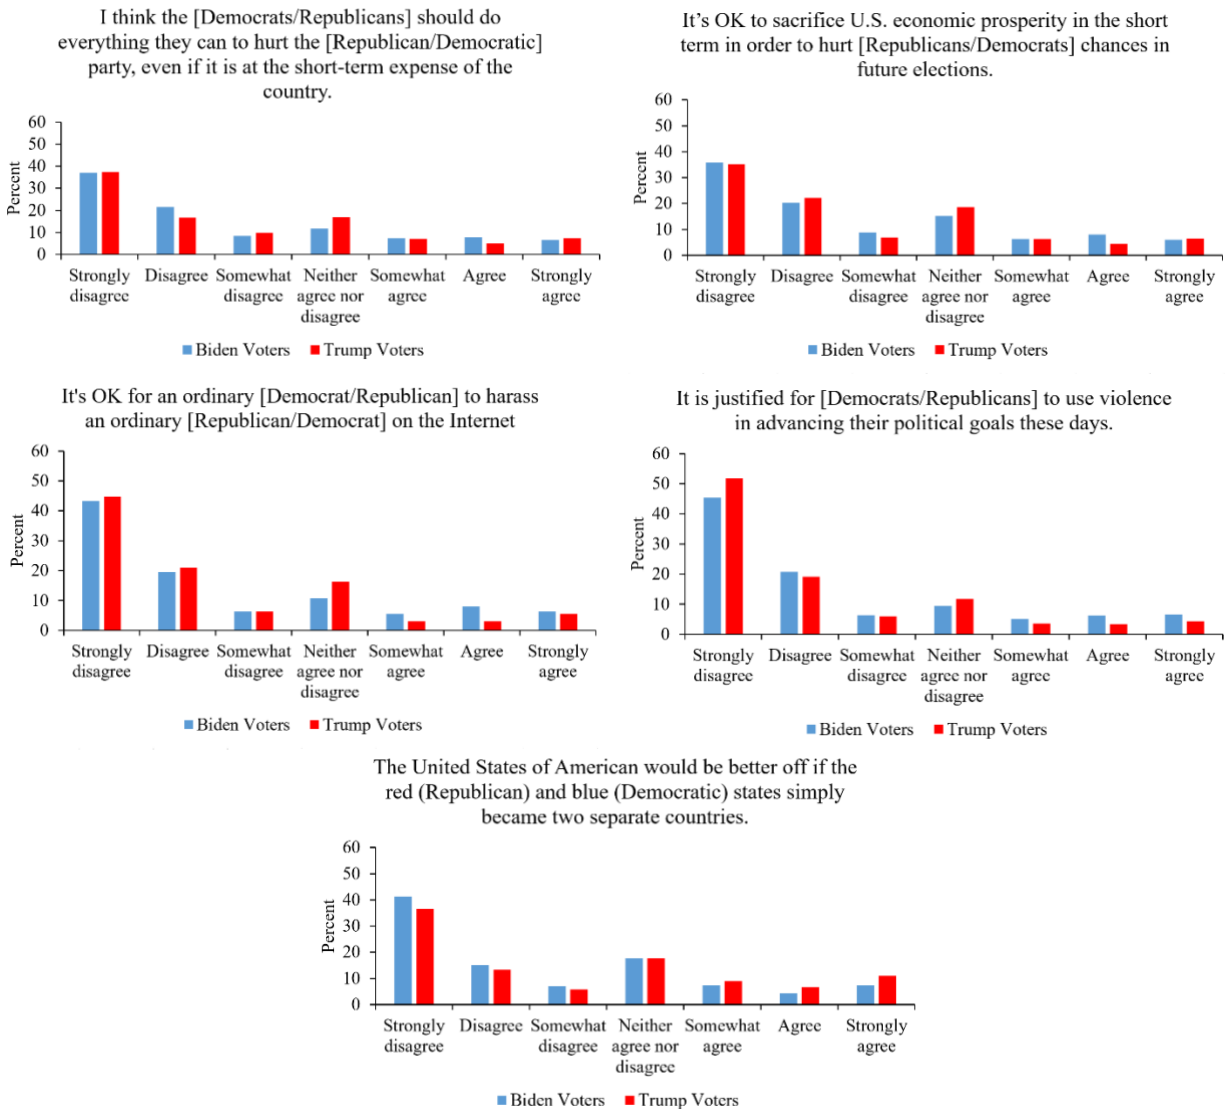 I think the [Democrats/Republicans] should do
everything they can to hurt the [Republican/Democratic]
party, even if it is at the short-term expense of the
country.
60
50
40
30
20
10
0
Percent
Strongly disagree
Disagree
Somewhat disagree
Neither agree nor disagree
Somewhat agree
Agree
Strongly agree
Biden Voters
Trump Voters
It’s OK to sacrifice U.S. economic prosperity in the short
term in order to hurt [Republicans/Democrats] chances in
future elections.
60
50
40
30
20
10
0
Percent
Strongly disagree
Disagree
Somewhat disagree
Neither agree nor disagree
Somewhat agree
Agree
Strongly agree
Biden Voters
Trump Voters
It's OK for an ordinary [Democrat/Republican] to harass
an ordinary [Republican/Democrat] on the Internet
60
50
40
30
20
10
0
Percent
Strongly disagree
Disagree
Somewhat disagree
Neither agree nor disagree
Somewhat agree
Agree
Strongly agree
Biden Voters
Trump Voters
It is justified for [Democrats/Republicans] to use violence
in advancing their political goals these days.
60
50
40
30
20
10
0
Percent
Strongly disagree
Disagree
Somewhat disagree
Neither agree nor disagree
Somewhat agree
Agree
Strongly agree
Biden Voters
Trump Voters
The United States of American would be better off if the
red (Republican) and blue (Democratic) states simply
became two separate countries.
60
50
40
30
20
10
0
Percent
Strongly disagree
Disagree
Somewhat disagree
Neither agree nor disagree
Somewhat agree
Agree
Strongly agree
Biden Voters
Trump Voters